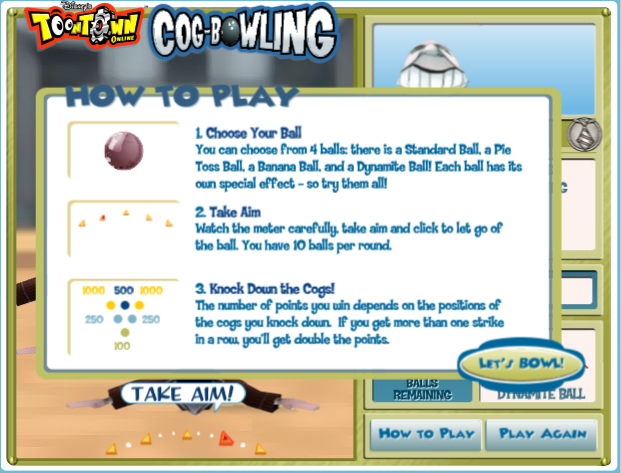 Disney's
TOONTOWN
ONLINE
COG-BOWLING
HOW TO PLAY
1. Choose Your Ball
You can choose from 4 balls: there is a Standard Ball, a Pie
Toss Ball, a Banana Ball, and a Dynamite Ball! Each ball has its
own special effect - so try them all!
2. Take Aim
Watch the meter carefully, take aim and click to let go of
the ball. You have 10 balls per round.
1000 500 1000
250 250
100
3. Knock Down the Cogs!
The number of points you win depends on the positions of
the cogs you knock down. If you get more than one strike
in a row, you'll get double the points.
LET'S BOWL!
TAKE AIM!
BALLS
REMAINING
DYNAMITE BALL
HOW TO PLAY
PLAY AGAIN